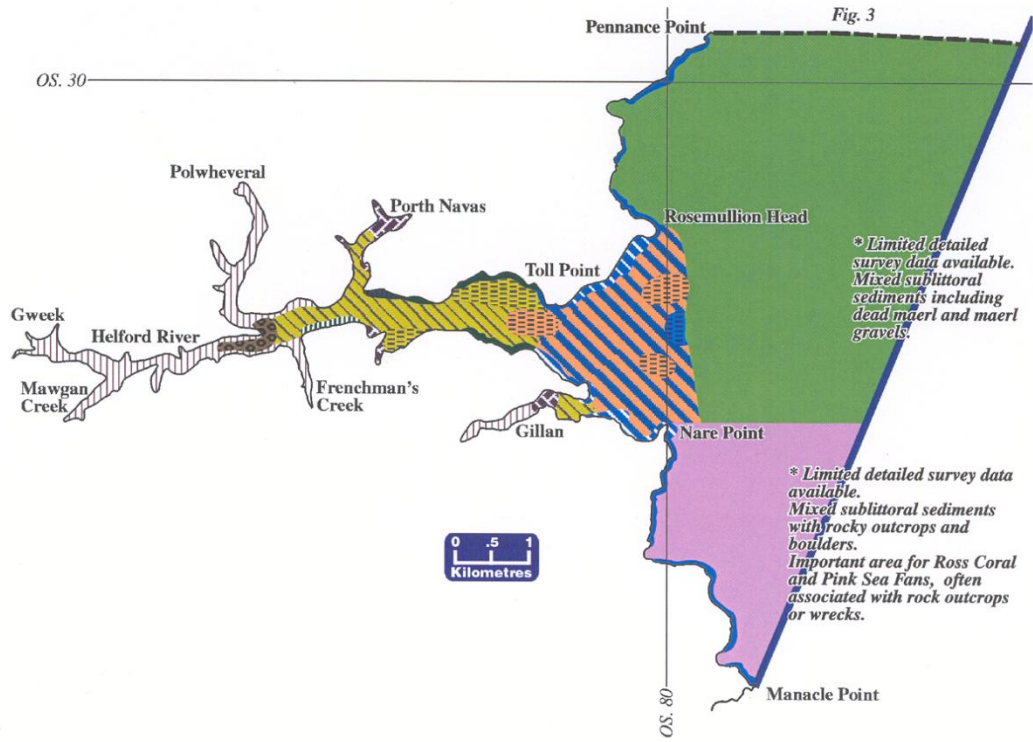 Fig. 3
Pennance Point
OS. 30
Polwheveral
Porth Navas
Rosemullion Head
* Limited detailed
survey data available.
Mixed sublittoral
sediments including
dead maerl and maerl
gravels.
Toll Point
Gweek
Helford River
Mawgan
Creek
Frenchman's
Creek
Gillan
Nare Point
* Limited detailed survey data
available.
Mixed sublittoral sediments
with rocky outcrops and
boulders.
Important area for Ross Coral
and Pink Sea Fans, often
associated with rock outcrops
or wrecks.
0 .5 1
Kilometres
Manacle Point
OS. 80